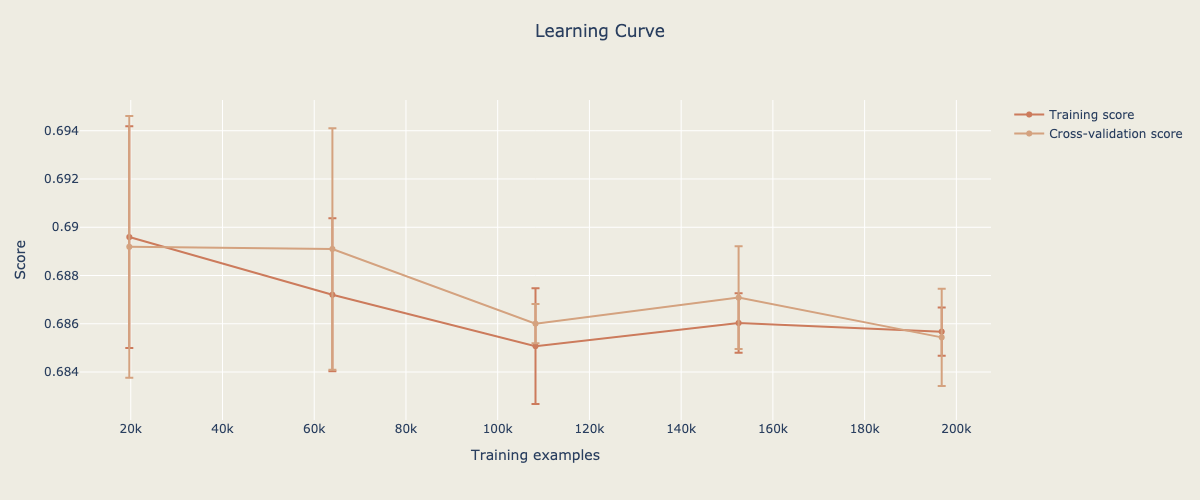 Learning Curve
Training score
Cross-validation score
0.694
0.692
0.69
0.688
0.686
0.684
Score
20k 40k 60k 80k 100k 120k 140k 160k 180k 200k
Training examples